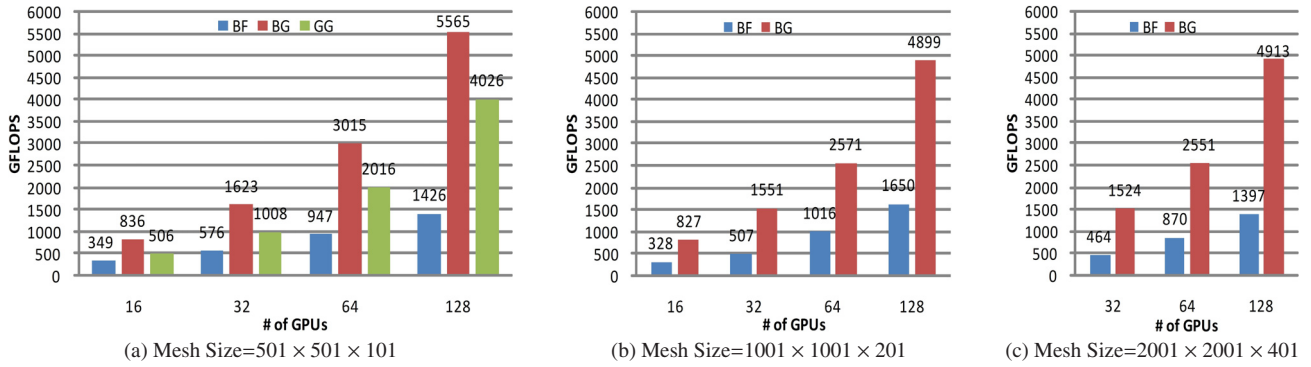 6000
5500
5000
4500
4000
3500
3000
2500
2000
1500
1000
500
0
GFLOPS
BF BG GG
349 836 506
576 1623 1008
947 3015 2016
1426 5565 4026
16 32 64 128
# of GPUs
(a) Mesh Size=501 × 501 × 101
6000
5500
5000
4500
4000
3500
3000
2500
2000
1500
1000
500
0
GFLOPS
BF BG
328 827
507 1551
1016 2571
1650 4899
16 32 64 128
# of GPUs
(b) Mesh Size=1001 × 1001 × 201
6000
5500
5000
4500
4000
3500
3000
2500
2000
1500
1000
500
0
GFLOPS
BF BG
464 1524
870 2551
1397 4913
32 64 128
# of GPUs
(c) Mesh Size=2001 × 2001 × 401